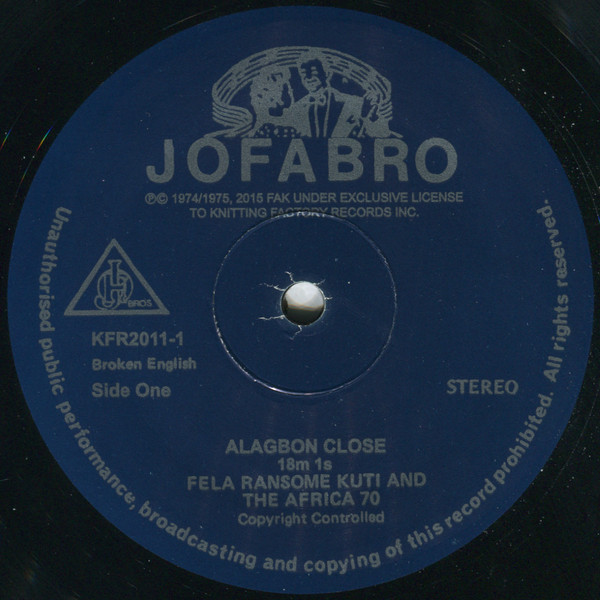 JOFABRO
℗© 1974/1975, 2015 FAK UNDER EXCLUSIVE LICENSE
TO KNITTING FACTORY RECORDS INC.
BROS.
KFR2011-1
Broken English
Side One
STEREO
ALAGBON CLOSE
18m 1s
FELA RANSOME KUTI AND
THE AFRICA 70
Copyright Controlled
Unauthorised public performance, broadcasting and copying of this record prohibited. All rights reserved.